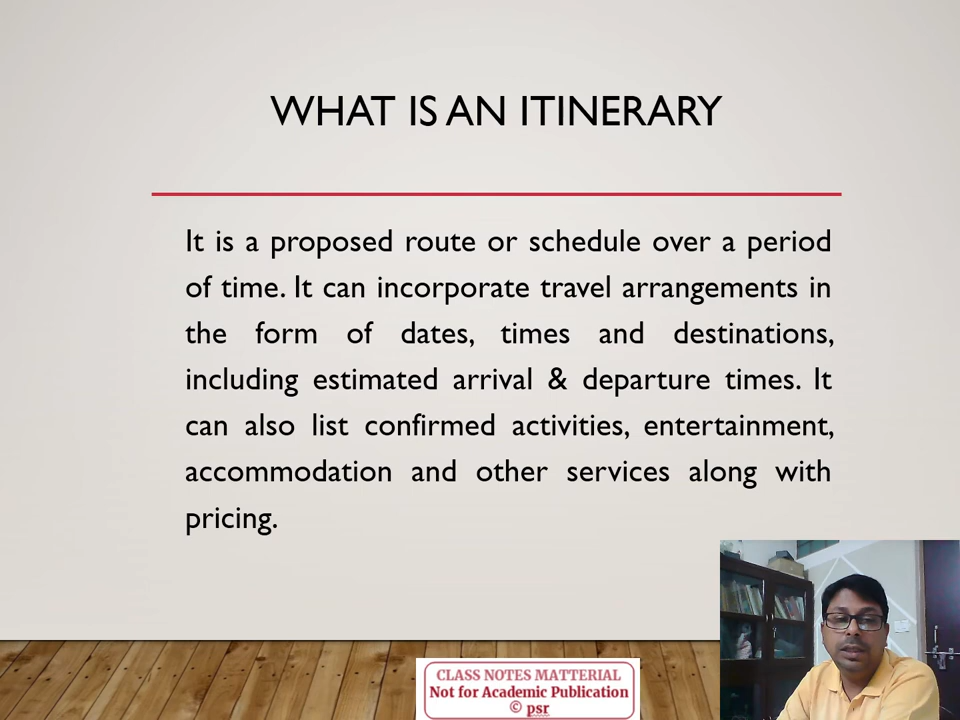 WHAT IS AN ITINERARY
It is a proposed route or schedule over a period
of time. It can incorporate travel arrangements in
the form of dates, times and destinations,
including estimated arrival & departure times. It
can also list confirmed activities, entertainment,
accommodation and other services along with
pricing.
CLASS NOTES MATTERIAL
Not for Academic Publication
© psr